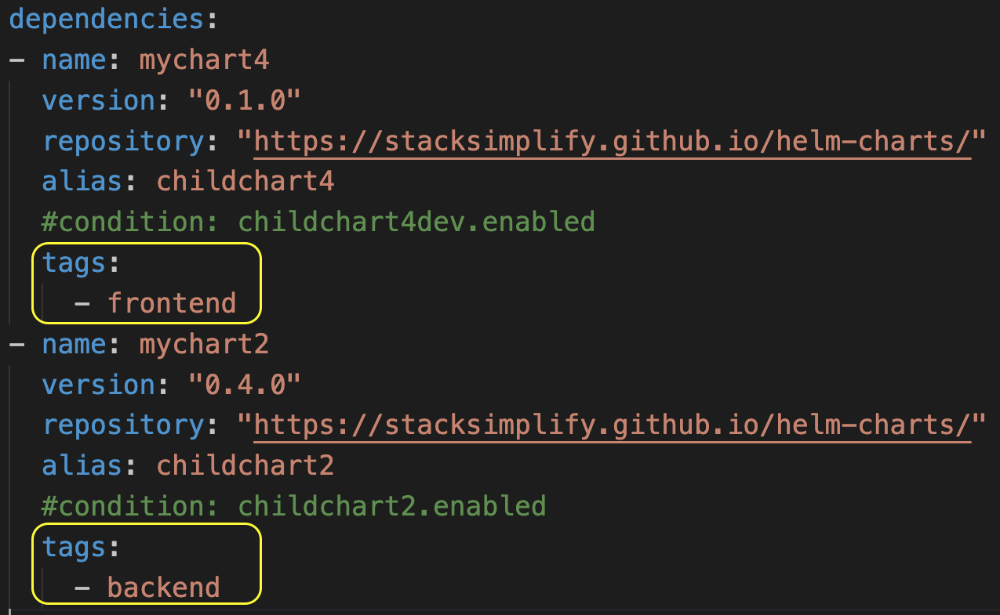 dependencies:
- name: mychart4
  version: "0.1.0"
  repository: "https://stacksimplify.github.io/helm-charts/"
  alias: childchart4
  #condition: childchart4dev.enabled
  tags:
    - frontend
- name: mychart2
  version: "0.4.0"
  repository: "https://stacksimplify.github.io/helm-charts/"
  alias: childchart2
  #condition: childchart2.enabled
  tags:
    - backend